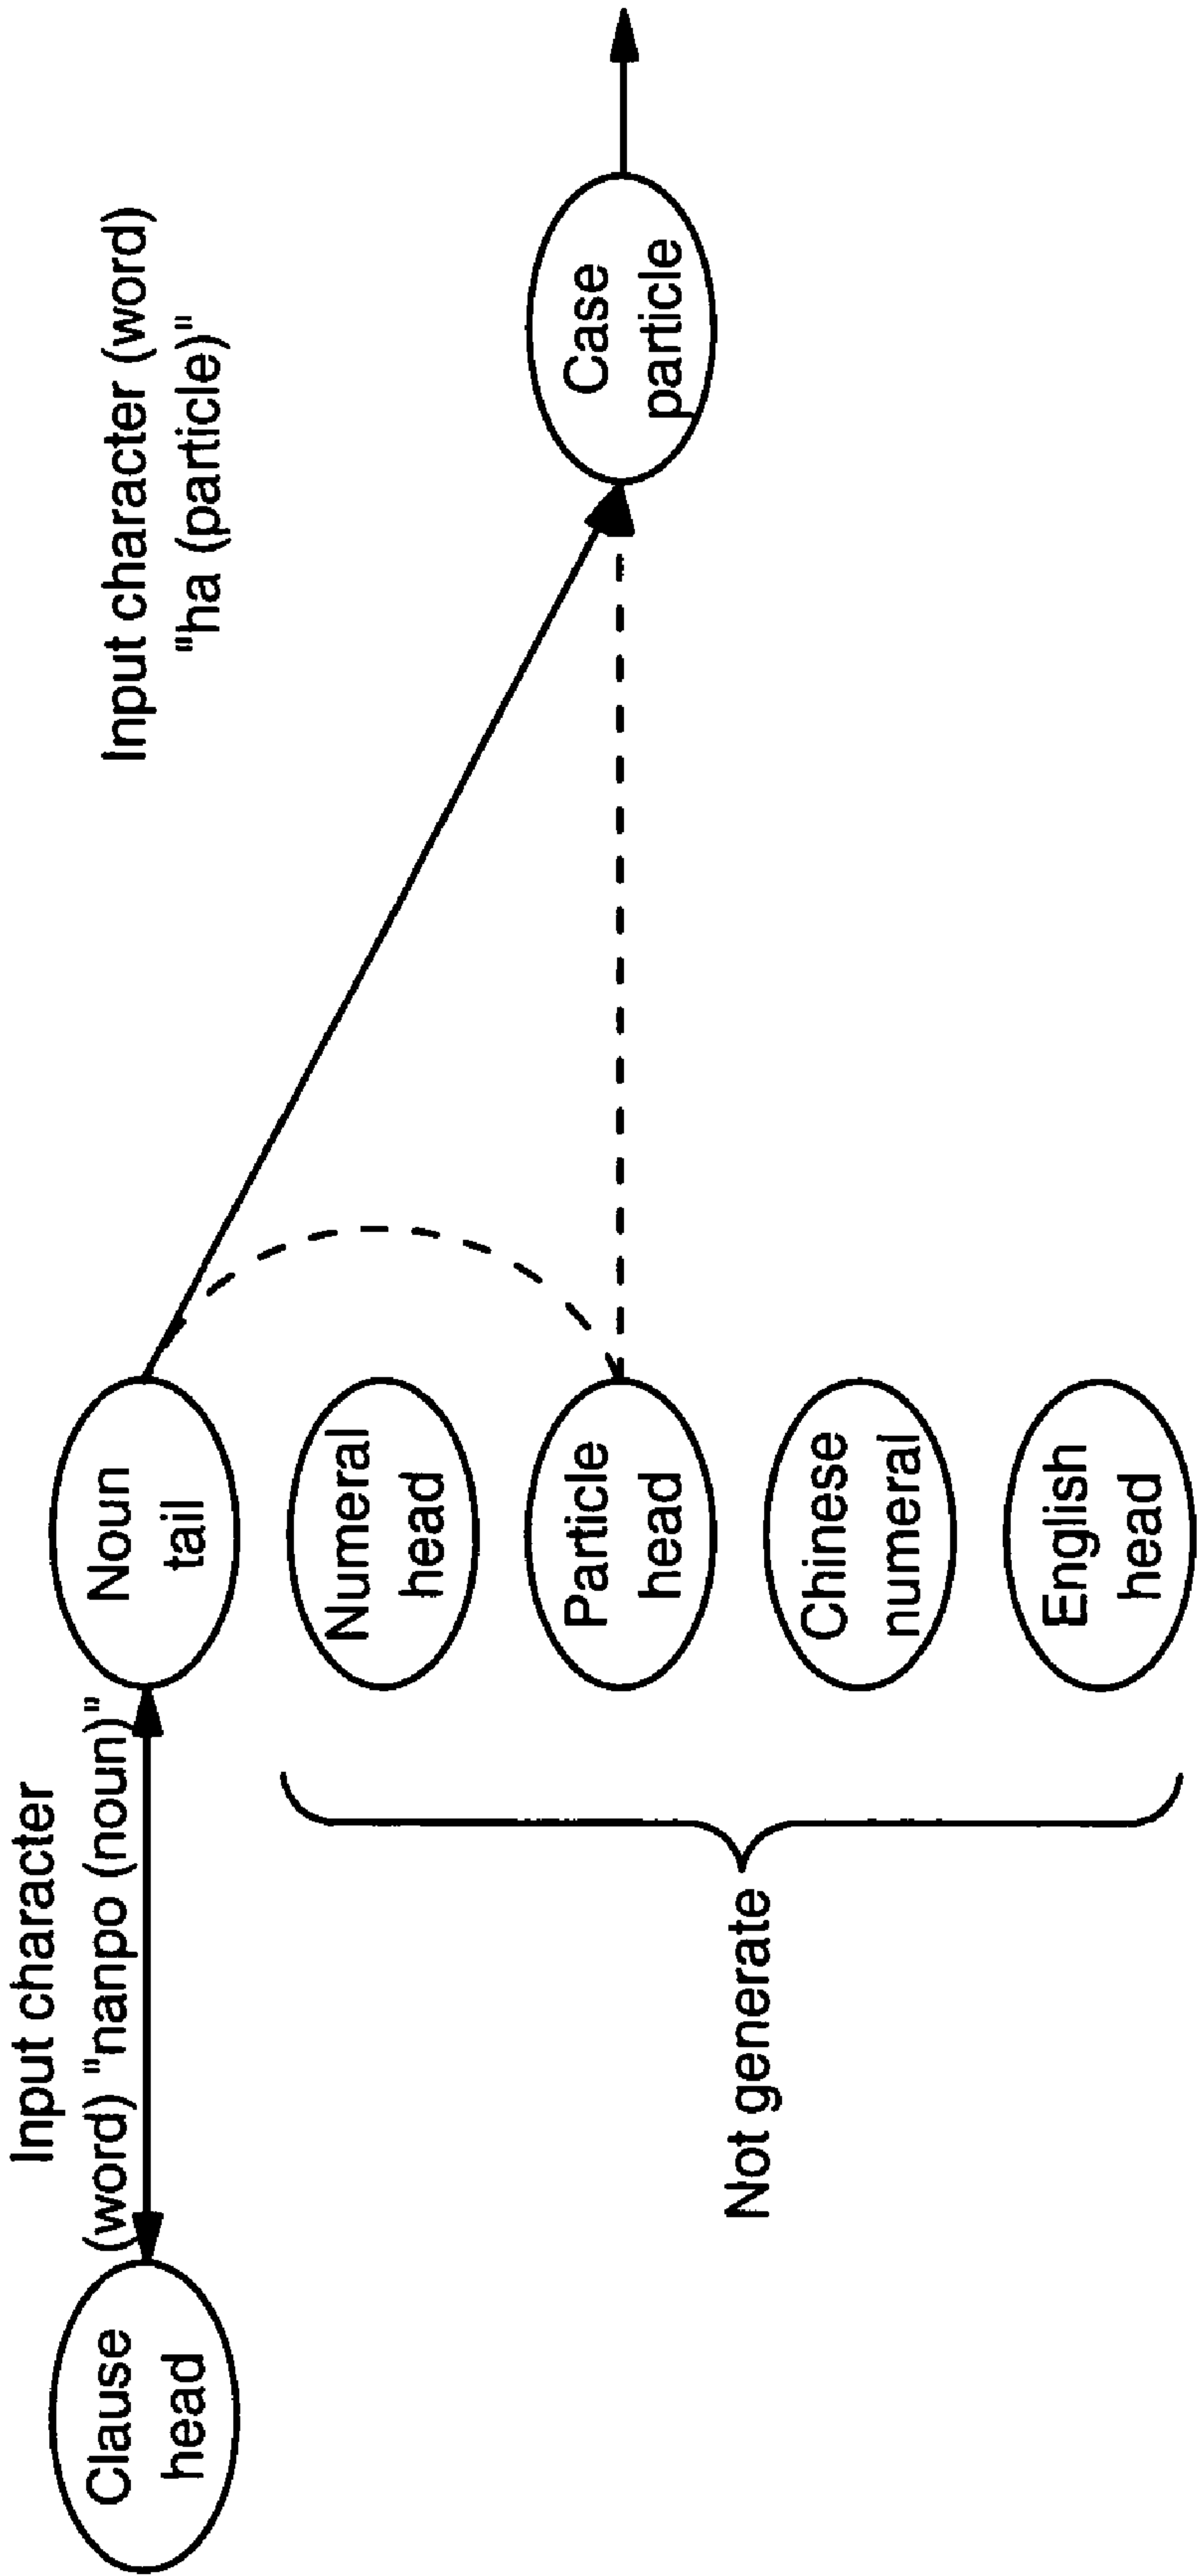 Input character
(word) "nanpo (noun)"
Input character (word)
"ha (particle)"
Clause
head
Noun
tail
Numeral
head
Particle
head
Case
particle
Chinese
numeral
English
head
Not generate